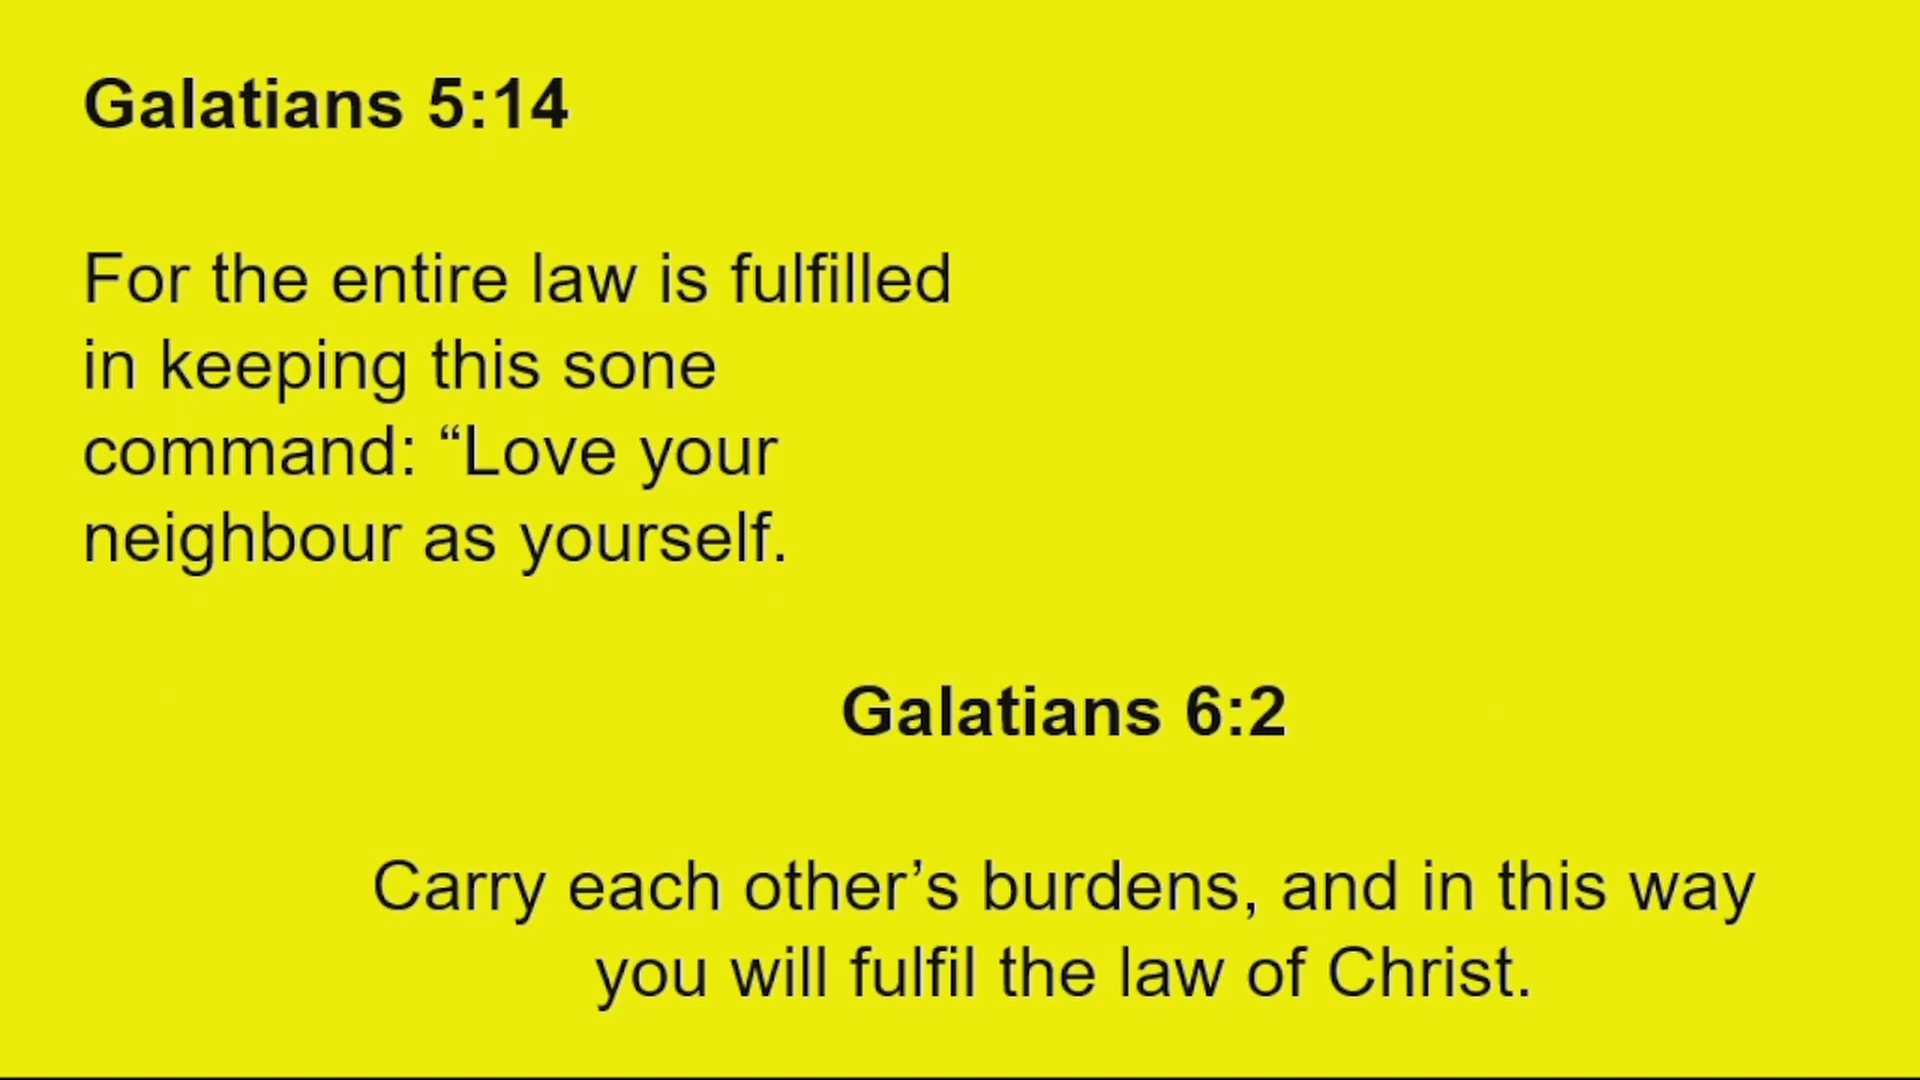 Galatians 5:14
For the entire law is fulfilled
in keeping this sone
command: “Love your
neighbour as yourself.
Galatians 6:2
Carry each other’s burdens, and in this way
you will fulfil the law of Christ.